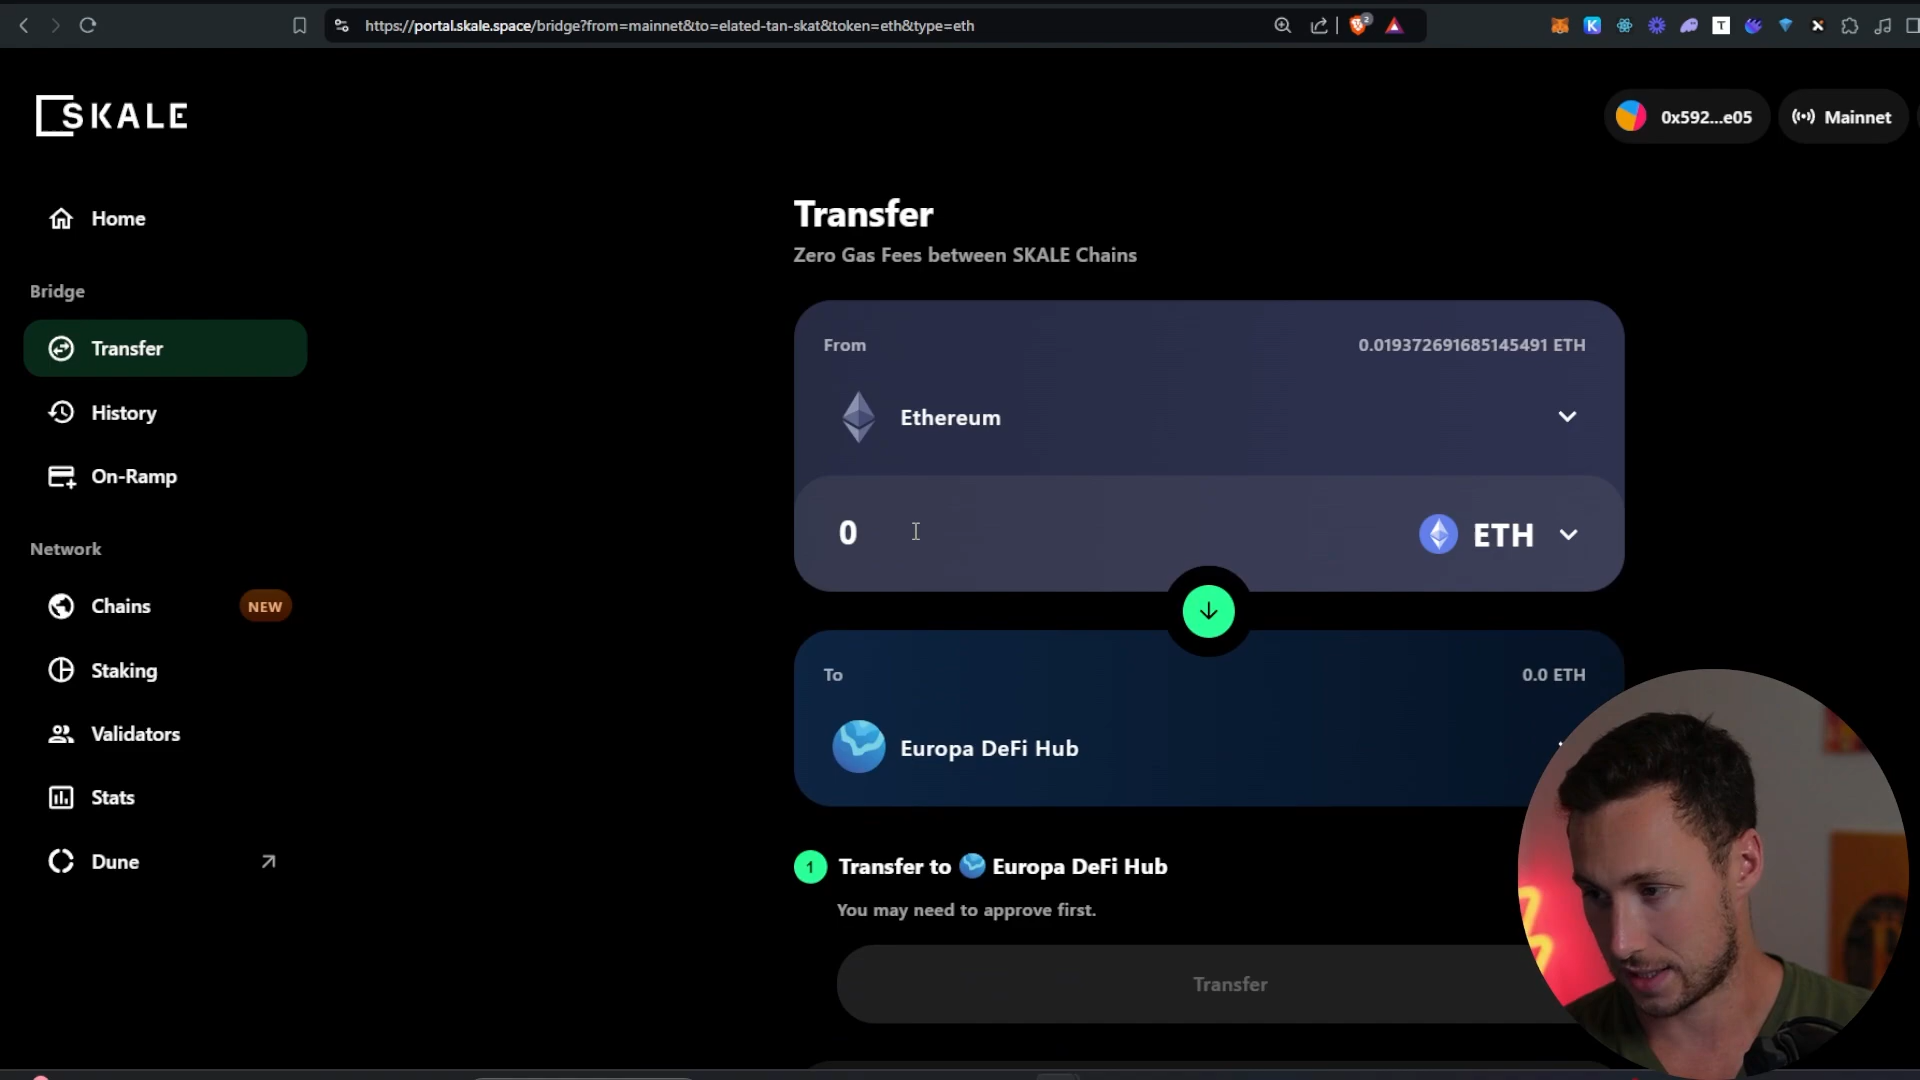 https://portal.skale.space/bridge?from=mainnet&to=elated-tan-skat&token=eth&type=eth
2
K
T
SKALE
0x592...e05
Mainnet
Home
Bridge
Transfer
History
On-Ramp
Network
Chains
NEW
Staking
Validators
Stats
Dune
Transfer
Zero Gas Fees between SKALE Chains
From
0.019372691685145491 ETH
Ethereum
0
ETH
To
0.0 ETH
Europa DeFi Hub
1
Transfer to Europa DeFi Hub
You may need to approve first.
Transfer